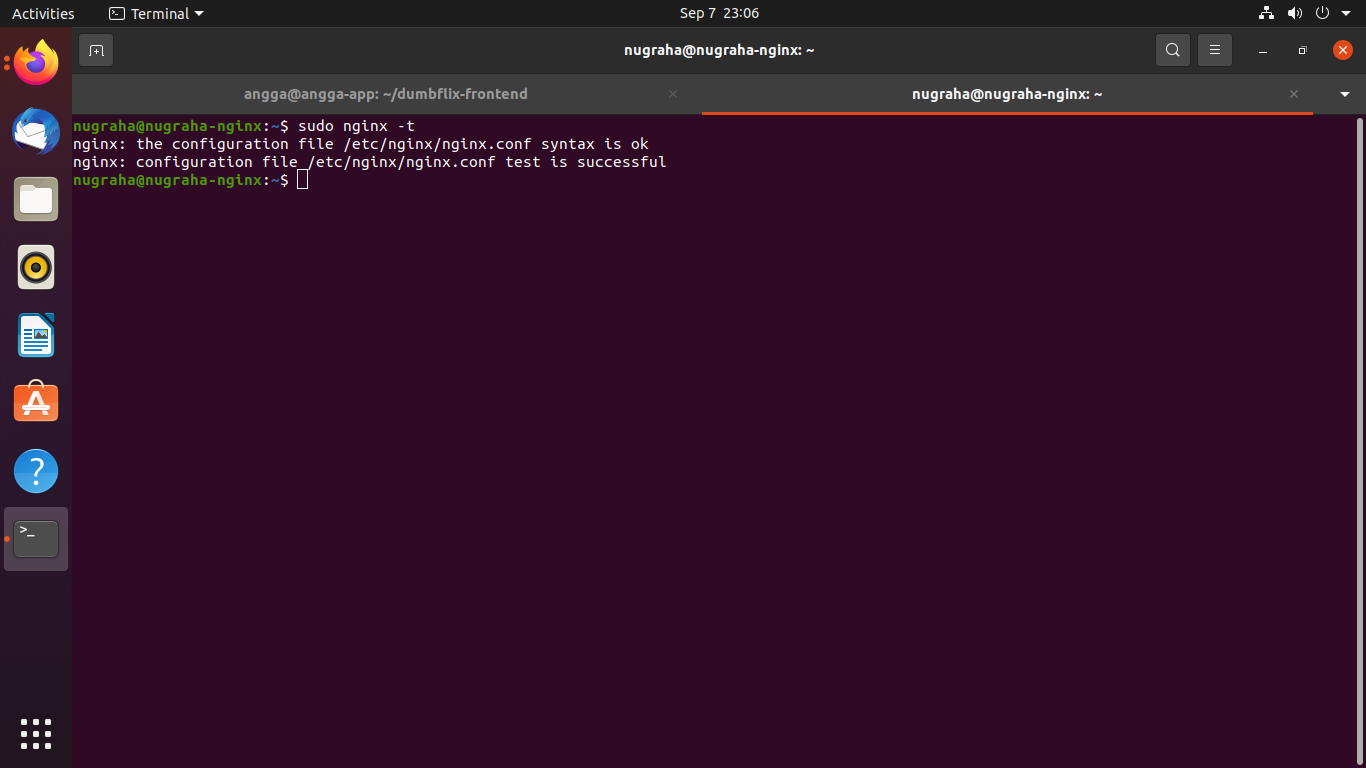 Activities
Terminal
Sep 7 23:06
nugraha@nugraha-nginx: ~
angga@angga-app: ~/dumbflix-frontend
nugraha@nugraha-nginx: ~
nugraha@nugraha-nginx:~$ sudo nginx -t
nginx: the configuration file /etc/nginx/nginx.conf syntax is ok
nginx: configuration file /etc/nginx/nginx.conf test is successful
nugraha@nugraha-nginx:~$